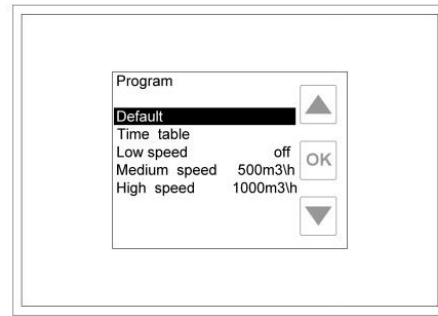 Program
Default
Time table
Low speed off
Medium speed 500m3\h
High speed 1000m3\h
OK